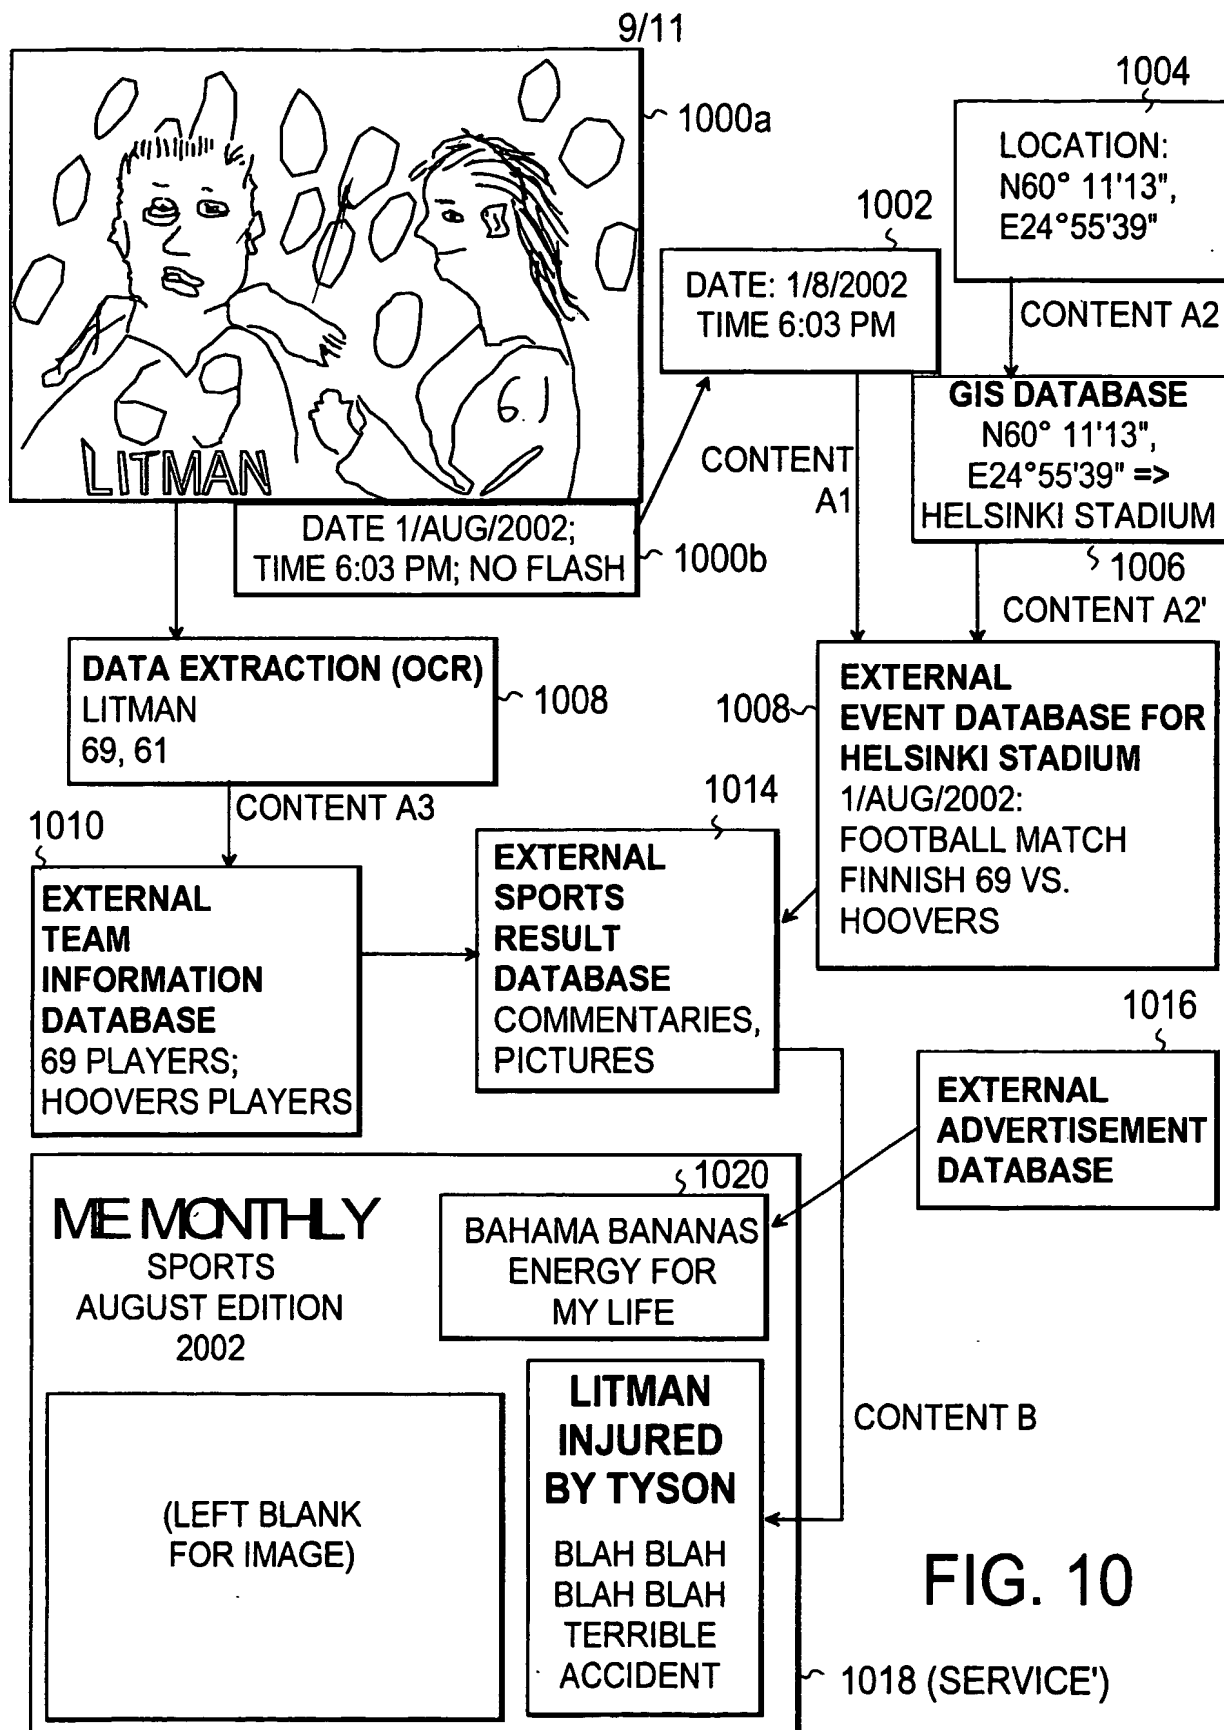 9/11
1000a
LITMAN
61
DATE 1/AUG/2002;
TIME 6:03 PM; NO FLASH
1000b
1002
DATE: 1/8/2002
TIME 6:03 PM
1004
LOCATION:
N60° 11'13",
E24°55'39"
CONTENT A2
CONTENT
A1
GIS DATABASE
N60° 11'13",
E24°55'39" =>
HELSINKI STADIUM
1006
CONTENT A2'
DATA EXTRACTION (OCR)
LITMAN
69, 61
1008
CONTENT A3
1008
EXTERNAL
EVENT DATABASE FOR
HELSINKI STADIUM
1/AUG/2002:
FOOTBALL MATCH
FINNISH 69 VS.
HOOVERS
1010
EXTERNAL
TEAM
INFORMATION
DATABASE
69 PLAYERS;
HOOVERS PLAYERS
1014
EXTERNAL
SPORTS
RESULT
DATABASE
COMMENTARIES,
PICTURES
1016
EXTERNAL
ADVERTISEMENT
DATABASE
ME MONTHLY
SPORTS
AUGUST EDITION
2002
1020
BAHAMA BANANAS
ENERGY FOR
MY LIFE
(LEFT BLANK
FOR IMAGE)
LITMAN
INJURED
BY TYSON
BLAH BLAH
BLAH BLAH
TERRIBLE
ACCIDENT
CONTENT B
1018 (SERVICE')
FIG. 10